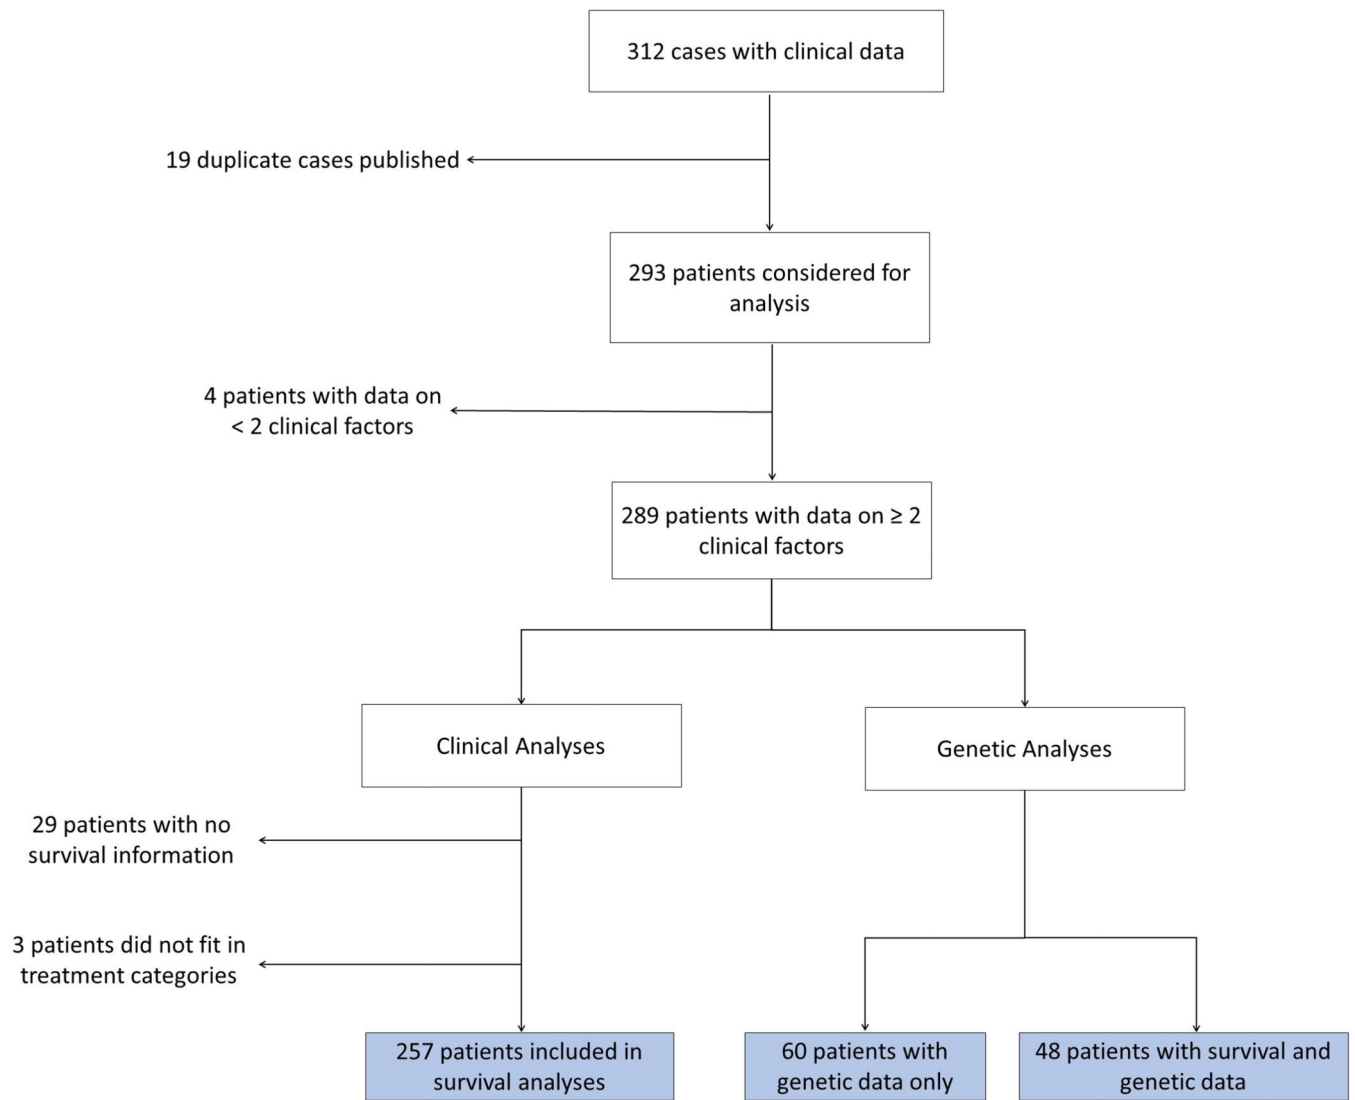 312 cases with clinical data
19 duplicate cases published
293 patients considered for
analysis
4 patients with data on
< 2 clinical factors
289 patients with data on ≥ 2
clinical factors
Clinical Analyses
Genetic Analyses
29 patients with no
survival information
3 patients did not fit in
treatment categories
257 patients included in
survival analyses
60 patients with
genetic data only
48 patients with survival and
genetic data